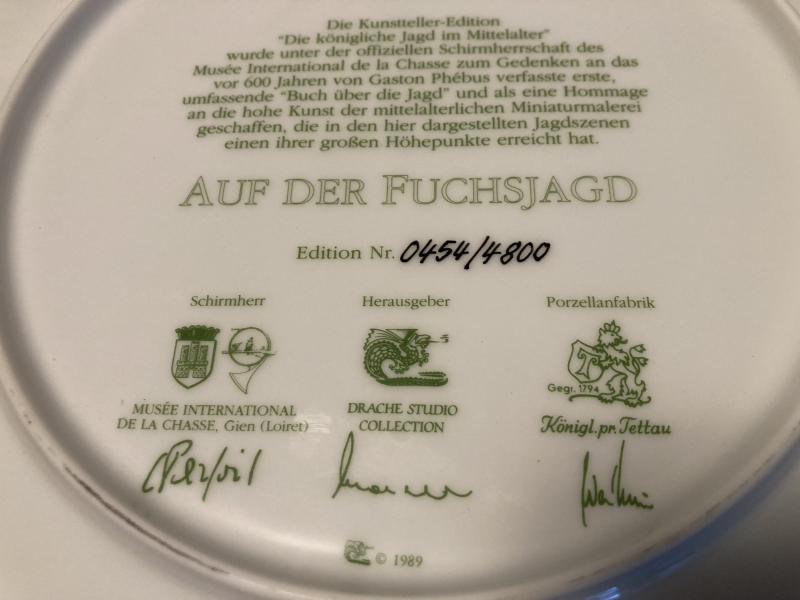 Die Kunstteller-Edition
"Die königliche Jagd im Mittelalter"
wurde unter der offiziellen Schirmherrschaft des
Musée International de la Chasse zum Gedenken an das
vor 600 Jahren von Gaston Phébus verfasste erste,
umfassende "Buch über die Jagd" und als eine Hommage
an die hohe Kunst der mittelalterlichen Miniaturmalerei
geschaffen, die in den hier dargestellten Jagdszenen
einen ihrer großen Höhepunkte erreicht hat.
AUF DER FUCHSJAGD
Edition Nr. 0454/4800
Schirmherr
MUSÉE INTERNATIONAL
DE LA CHASSE, Gien (Loiret)
Herausgeber
DRACHE STUDIO
COLLECTION
Porzellanfabrik
Gegr. 1794
Königl. pr. Tettau
© 1989